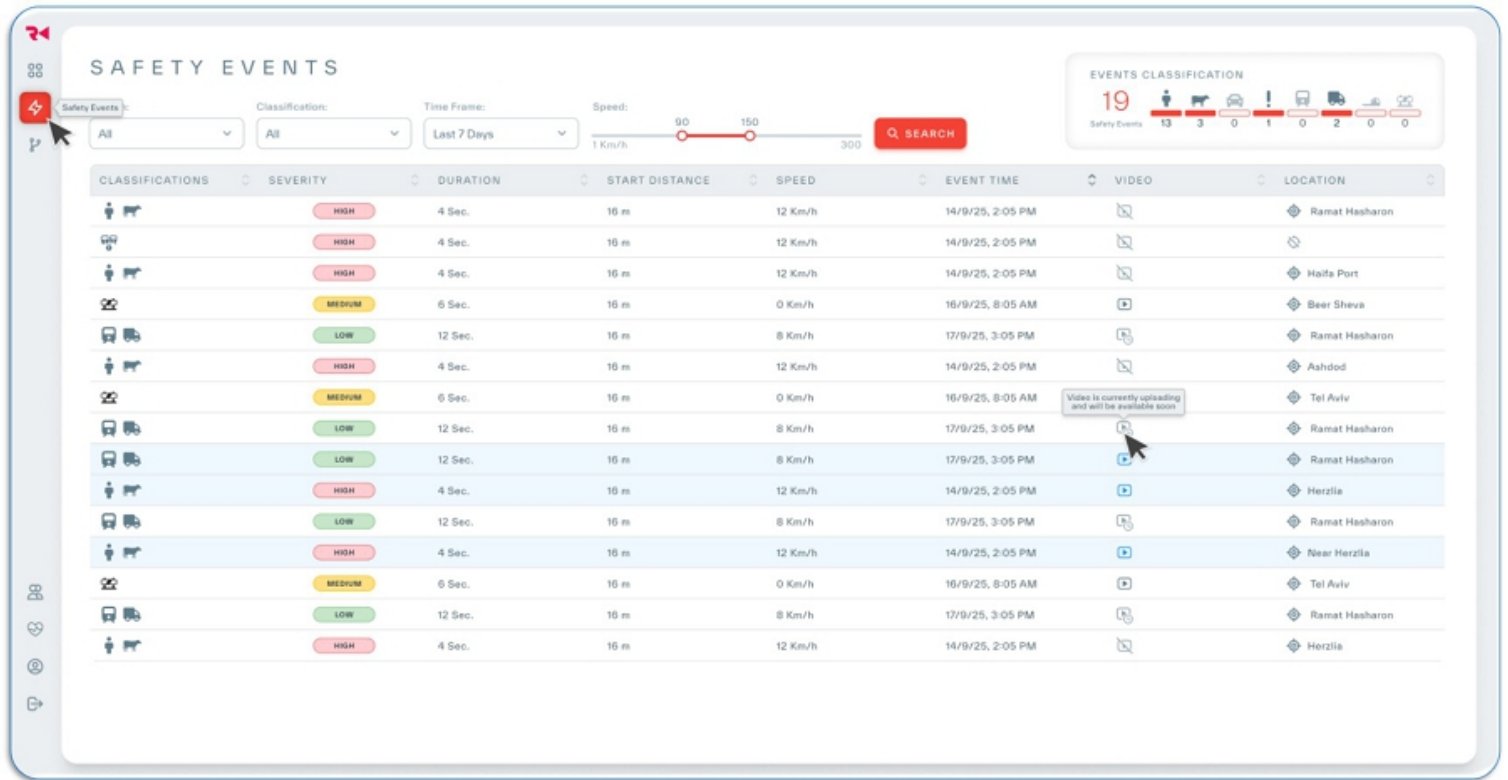 SAFETY EVENTS
Safety Events
Classification:
Time Frame:
Speed:
All
All
Last 7 Days
90
150
1 Km/h
300
SEARCH
EVENTS CLASSIFICATION
19
Safety Events
13 3 0 1 0 2 0 0
CLASSIFICATIONS SEVERITY DURATION START DISTANCE SPEED EVENT TIME VIDEO LOCATION
HIGH 4 Sec. 16 m 12 Km/h 14/9/25, 2:05 PM Ramat Hasharon
HIGH 4 Sec. 16 m 12 Km/h 14/9/25, 2:05 PM
HIGH 4 Sec. 16 m 12 Km/h 14/9/25, 2:05 PM Haifa Port
MEDIUM 6 Sec. 16 m 0 Km/h 16/9/25, 8:05 AM Beer Sheva
LOW 12 Sec. 16 m 8 Km/h 17/9/25, 3:05 PM Ramat Hasharon
HIGH 4 Sec. 16 m 12 Km/h 14/9/25, 2:05 PM Ashdod
MEDIUM 6 Sec. 16 m 0 Km/h 16/9/25, 8:05 AM Tel Aviv
Video is currently uploading
and will be available soon
LOW 12 Sec. 16 m 8 Km/h 17/9/25, 3:05 PM Ramat Hasharon
LOW 12 Sec. 16 m 8 Km/h 17/9/25, 3:05 PM Ramat Hasharon
HIGH 4 Sec. 16 m 12 Km/h 14/9/25, 2:05 PM Herzlia
LOW 12 Sec. 16 m 8 Km/h 17/9/25, 3:05 PM Ramat Hasharon
HIGH 4 Sec. 16 m 12 Km/h 14/9/25, 2:05 PM Near Herzlia
MEDIUM 6 Sec. 16 m 0 Km/h 16/9/25, 8:05 AM Tel Aviv
LOW 12 Sec. 16 m 8 Km/h 17/9/25, 3:05 PM Ramat Hasharon
HIGH 4 Sec. 16 m 12 Km/h 14/9/25, 2:05 PM Herzlia